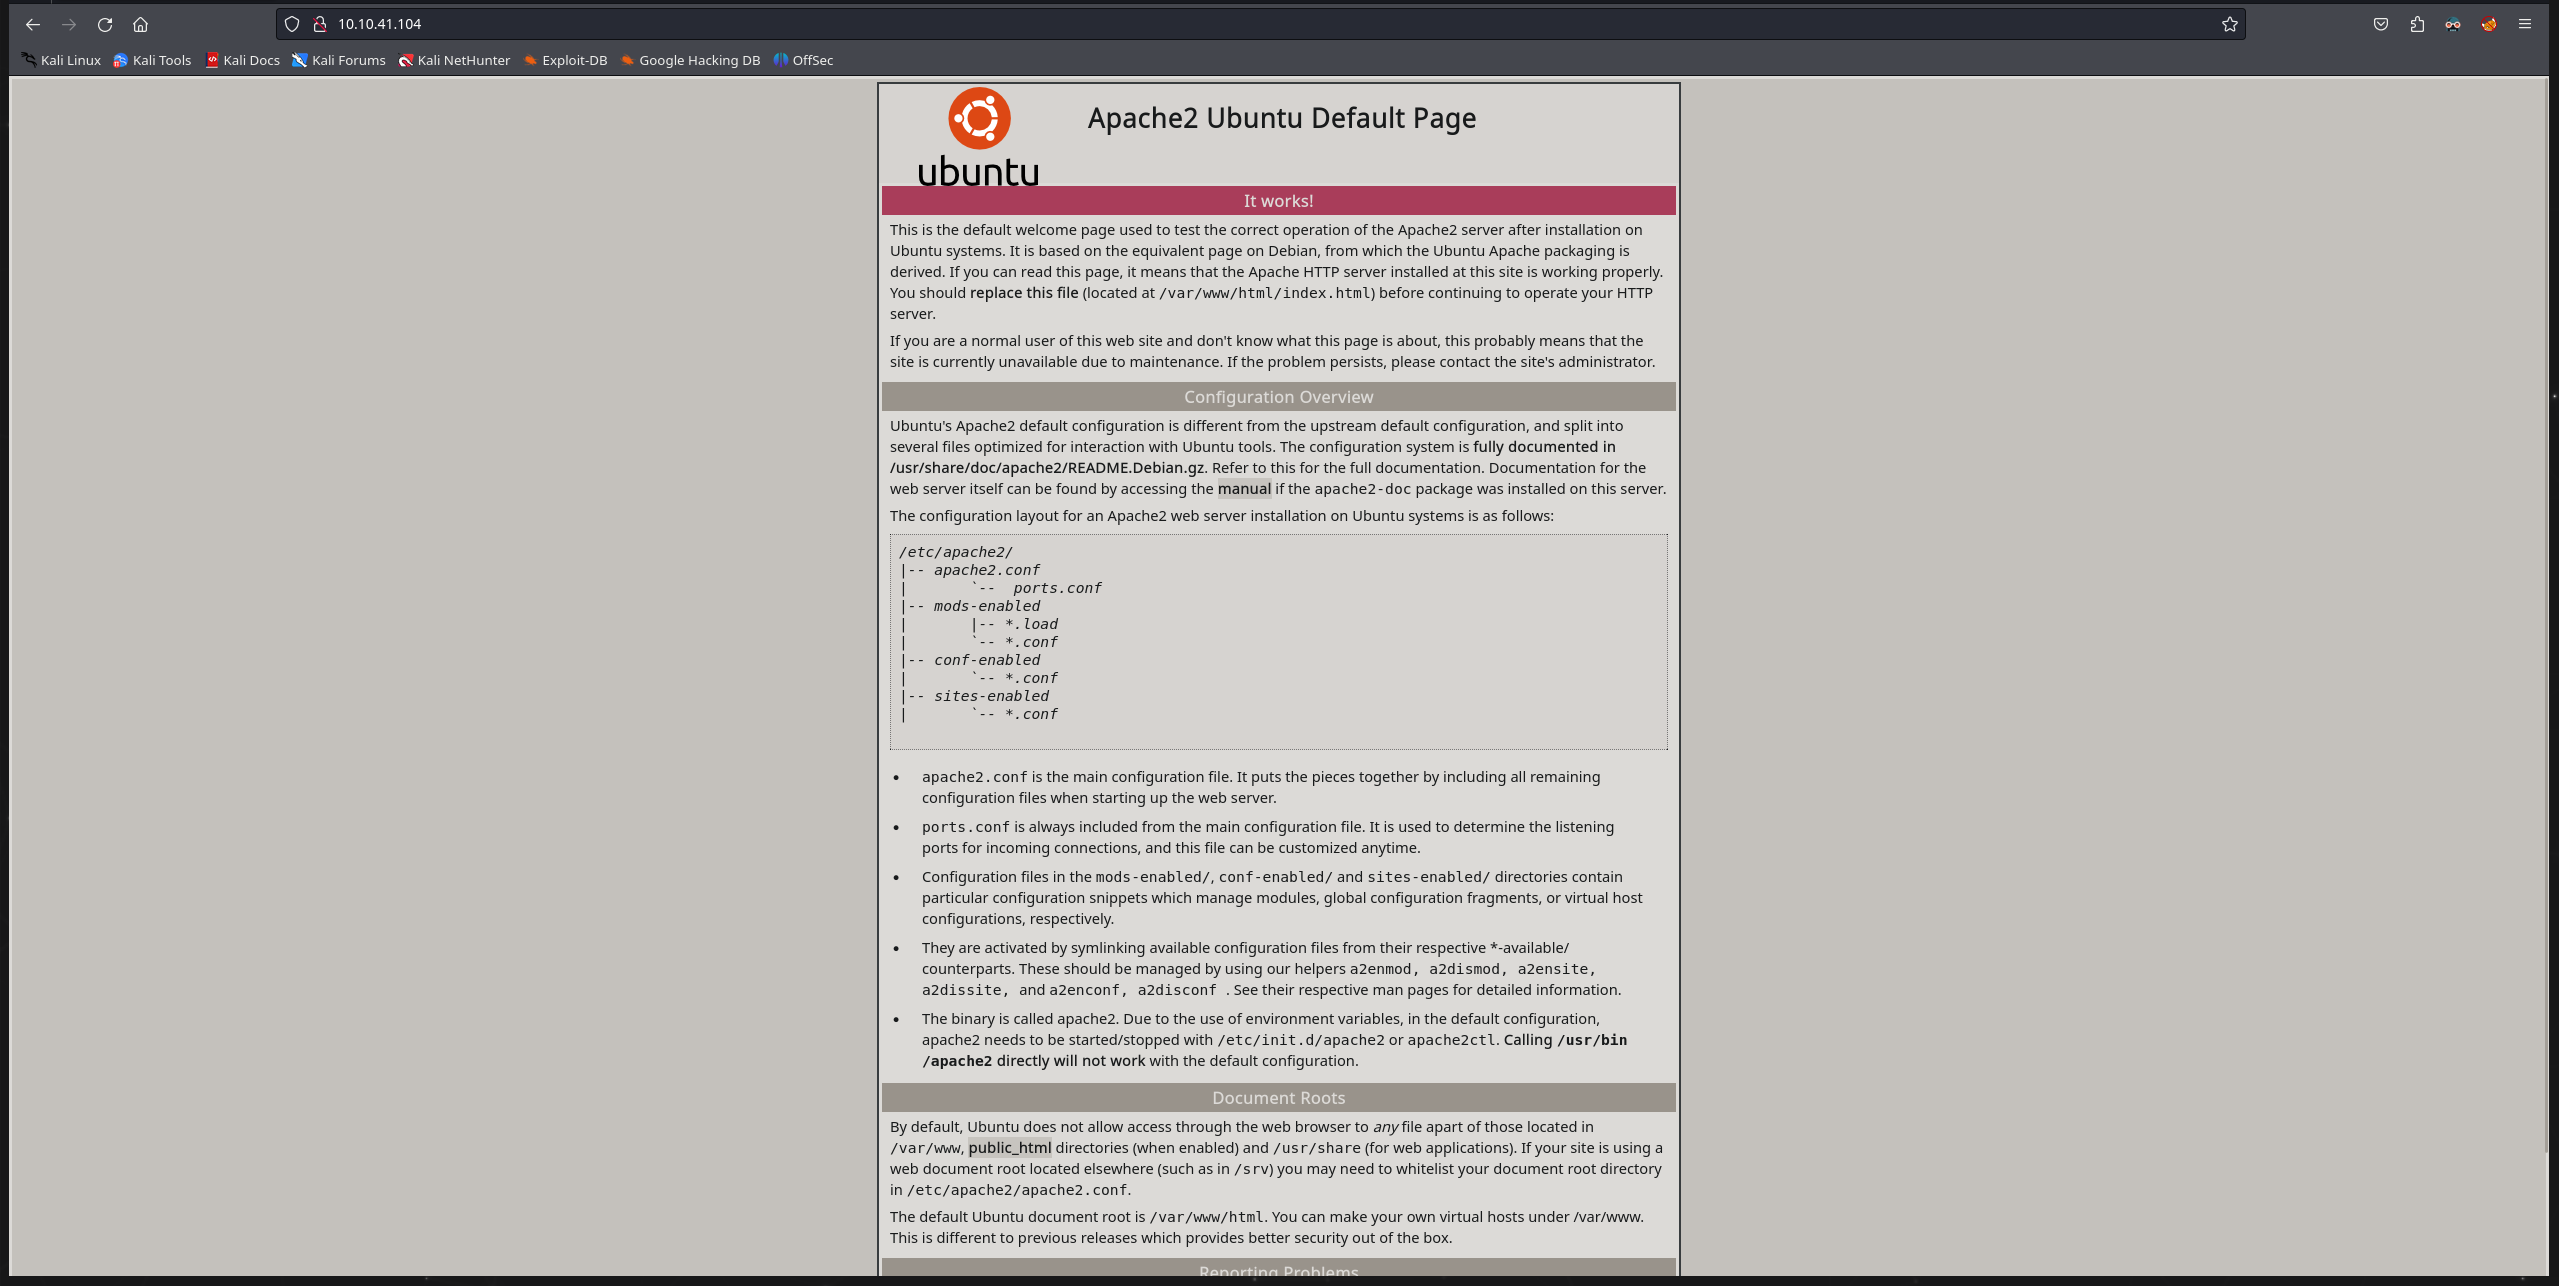 10.10.41.104
Kali Linux Kali Tools Kali Docs Kali Forums Kali NetHunter Exploit-DB Google Hacking DB OffSec
ubuntu
Apache2 Ubuntu Default Page
It works!
This is the default welcome page used to test the correct operation of the Apache2 server after installation on
Ubuntu systems. It is based on the equivalent page on Debian, from which the Ubuntu Apache packaging is
derived. If you can read this page, it means that the Apache HTTP server installed at this site is working properly.
You should replace this file (located at /var/www/html/index.html) before continuing to operate your HTTP
server.
If you are a normal user of this web site and don't know what this page is about, this probably means that the
site is currently unavailable due to maintenance. If the problem persists, please contact the site's administrator.
Configuration Overview
Ubuntu's Apache2 default configuration is different from the upstream default configuration, and split into
several files optimized for interaction with Ubuntu tools. The configuration system is fully documented in
/usr/share/doc/apache2/README.Debian.gz. Refer to this for the full documentation. Documentation for the
web server itself can be found by accessing the manual if the apache2-doc package was installed on this server.
The configuration layout for an Apache2 web server installation on Ubuntu systems is as follows:
/etc/apache2/
|-- apache2.conf
|       `--  ports.conf
|-- mods-enabled
|       |-- *.load
|       `-- *.conf
|-- conf-enabled
|       `-- *.conf
|-- sites-enabled
|       `-- *.conf
• apache2.conf is the main configuration file. It puts the pieces together by including all remaining
configuration files when starting up the web server.
• ports.conf is always included from the main configuration file. It is used to determine the listening
ports for incoming connections, and this file can be customized anytime.
• Configuration files in the mods-enabled/, conf-enabled/ and sites-enabled/ directories contain
particular configuration snippets which manage modules, global configuration fragments, or virtual host
configurations, respectively.
• They are activated by symlinking available configuration files from their respective *-available/
counterparts. These should be managed by using our helpers a2enmod, a2dismod, a2ensite,
a2dissite, and a2enconf, a2disconf . See their respective man pages for detailed information.
• The binary is called apache2. Due to the use of environment variables, in the default configuration,
apache2 needs to be started/stopped with /etc/init.d/apache2 or apache2ctl. Calling /usr/bin
/apache2 directly will not work with the default configuration.
Document Roots
By default, Ubuntu does not allow access through the web browser to any file apart of those located in
/var/www, public_html directories (when enabled) and /usr/share (for web applications). If your site is using a
web document root located elsewhere (such as in /srv) you may need to whitelist your document root directory
in /etc/apache2/apache2.conf.
The default Ubuntu document root is /var/www/html. You can make your own virtual hosts under /var/www.
This is different to previous releases which provides better security out of the box.
Reporting Problems